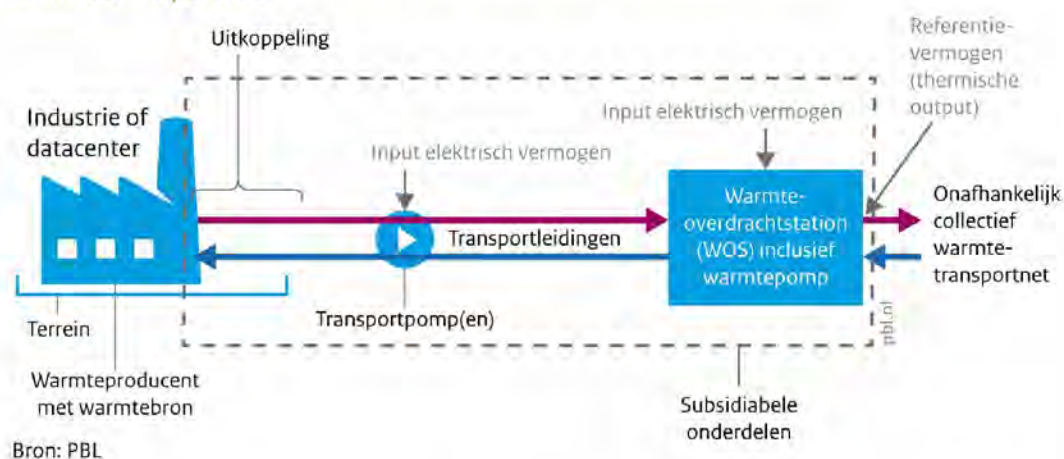 Uitkoppeling
Referentie-
vermogen
(thermische
output)
Industrie of
datacenter
Input elektrisch vermogen
Input elektrisch vermogen
Warmte-
overdrachtstation
(WOS) inclusief
warmtepomp
Onafhankelijk
collectief
warmte-
transportnet
Transportleidingen
Terrein
Transportpomp(en)
pbl.nl
Warmteproducent
met warmtebron
Subsidiabele
onderdelen
Bron: PBL